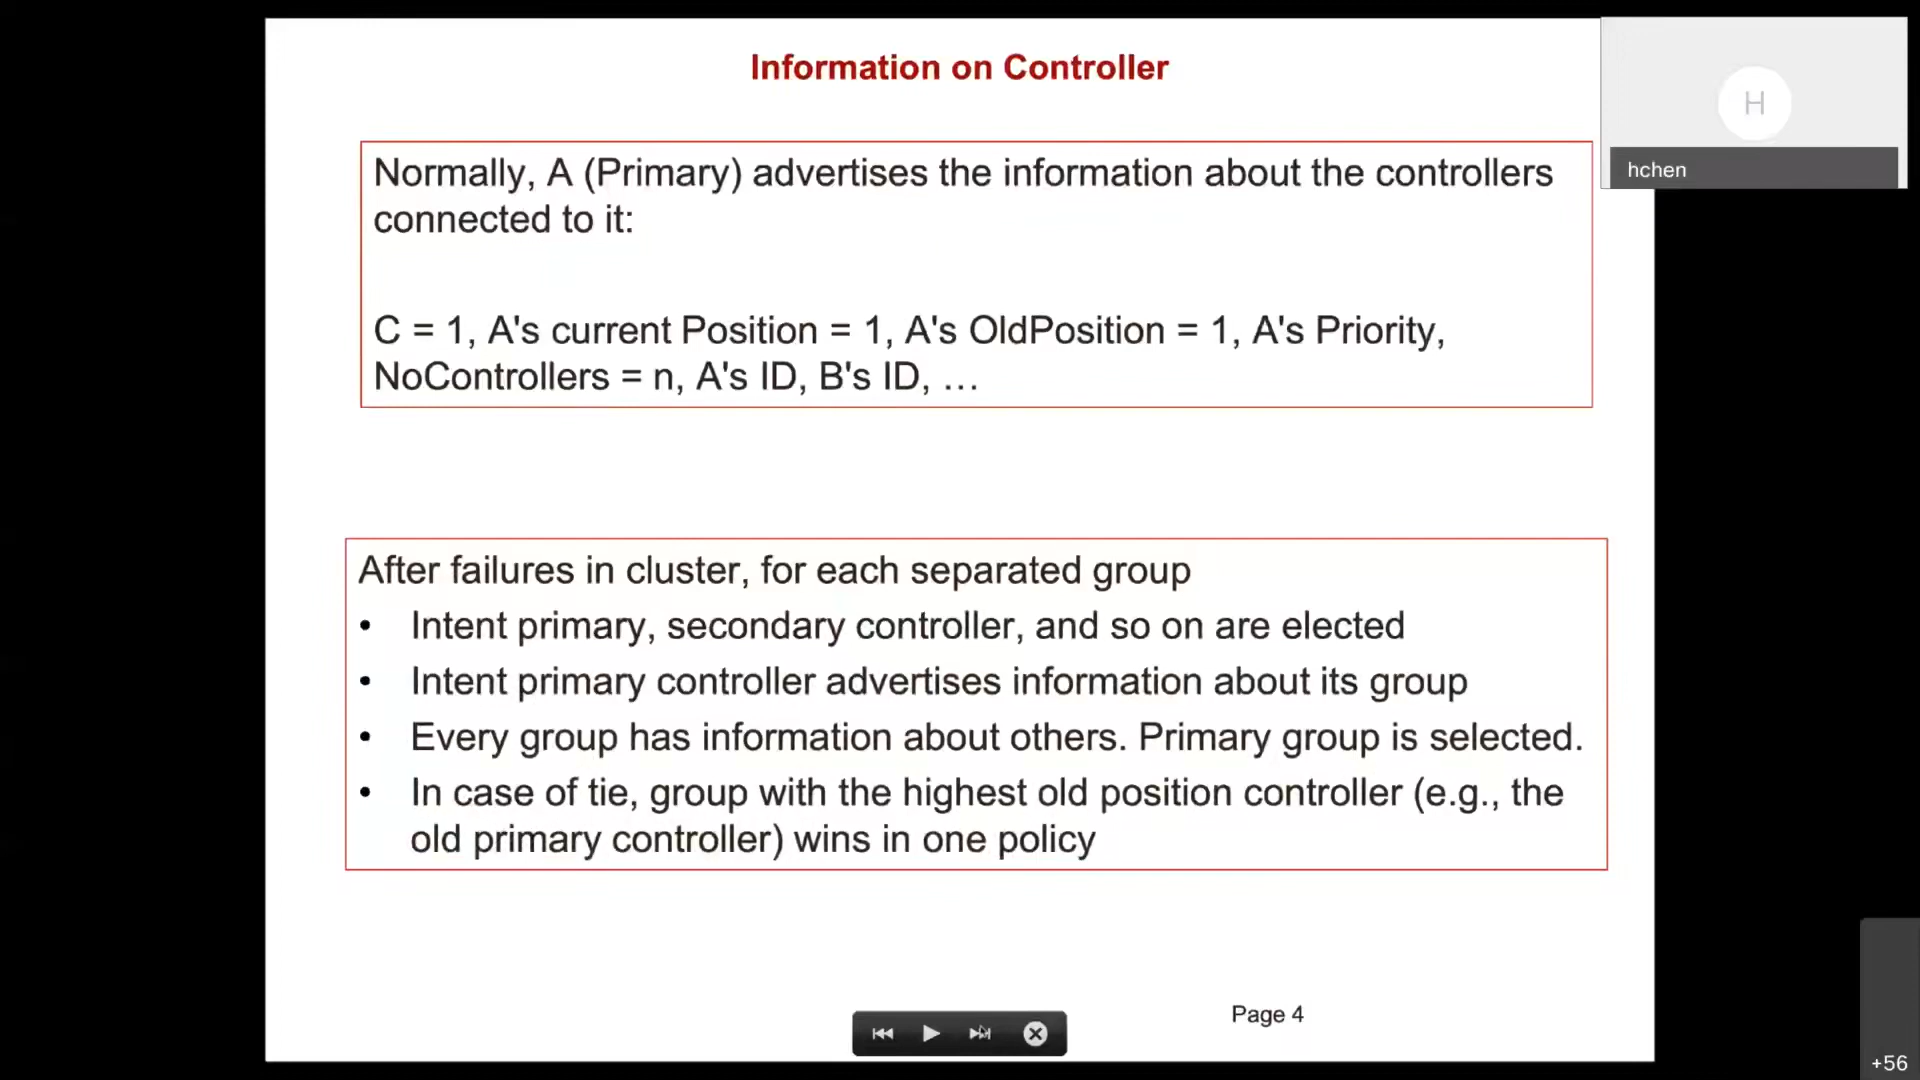 Information on Controller
H
hchen
Normally, A (Primary) advertises the information about the controllers
connected to it:
C = 1, A's current Position = 1, A's OldPosition = 1, A's Priority,
NoControllers = n, A's ID, B's ID, …
After failures in cluster, for each separated group
• Intent primary, secondary controller, and so on are elected
• Intent primary controller advertises information about its group
• Every group has information about others. Primary group is selected.
• In case of tie, group with the highest old position controller (e.g., the
old primary controller) wins in one policy
Page 4
+56